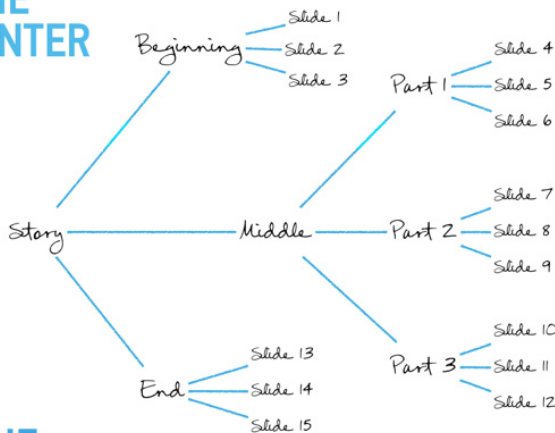 NTER
Beginning
Slide 1
Slide 2
Slide 3
Story
Middle
Part 1
Slide 4
Slide 5
Slide 6
Part 2
Slide 7
Slide 8
Slide 9
Part 3
Slide 10
Slide 11
Slide 12
End
Slide 13
Slide 14
Slide 15